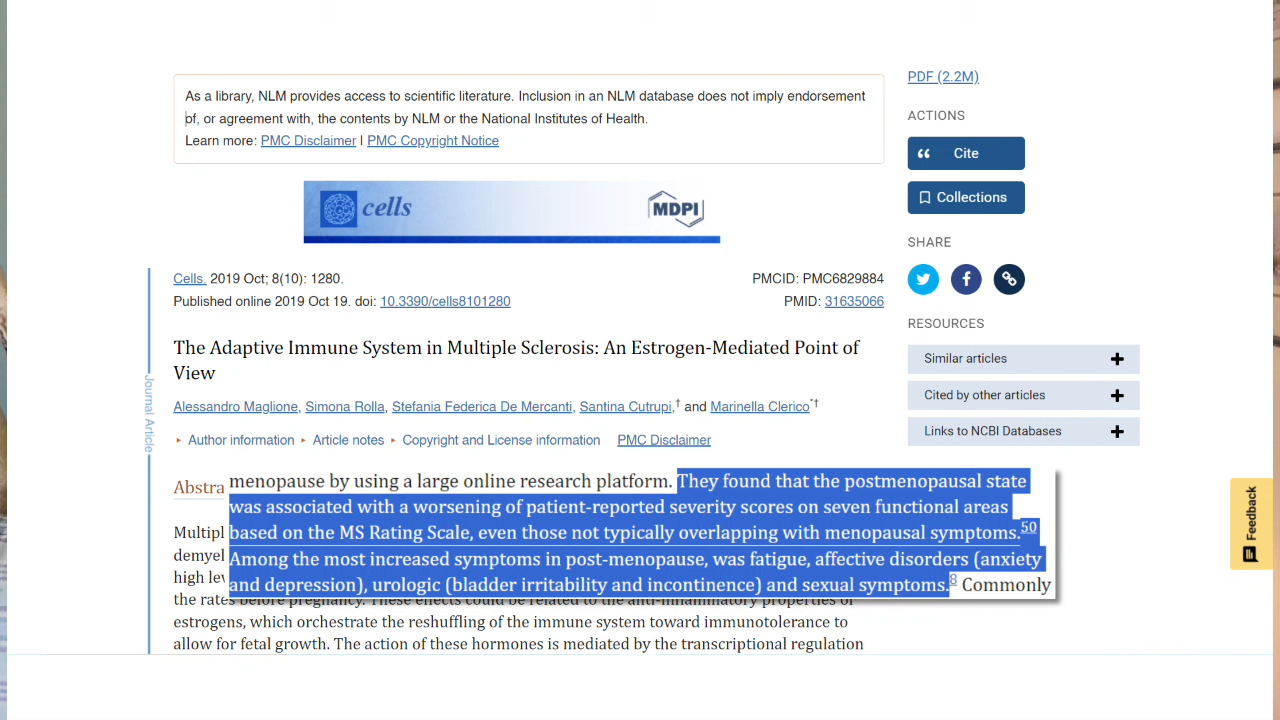 As a library, NLM provides access to scientific literature. Inclusion in an NLM database does not imply endorsement
of, or agreement with, the contents by NLM or the National Institutes of Health.
Learn more: PMC Disclaimer | PMC Copyright Notice
cells
MDPI
Cells. 2019 Oct; 8(10): 1280.
PMCID: PMC6829884
Published online 2019 Oct 19. doi: 10.3390/cells8101280
PMID: 31635066
The Adaptive Immune System in Multiple Sclerosis: An Estrogen-Mediated Point of
View
Alessandro Maglione, Simona Rolla, Stefania Federica De Mercanti, Santina Cutrupi,† and Marinella Clerico*†
▸ Author information ▸ Article notes ▸ Copyright and License information PMC Disclaimer
Journal Article
Abstra
menopause by using a large online research platform. They found that the postmenopausal state
was associated with a worsening of patient-reported severity scores on seven functional areas
based on the MS Rating Scale, even those not typically overlapping with menopausal symptoms.50
Among the most increased symptoms in post-menopause, was fatigue, affective disorders (anxiety
and depression), urologic (bladder irritability and incontinence) and sexual symptoms.8 Commonly
Multipl
demyel
high lev
the rates before pregnancy. These effects could be related to the anti-inflammatory properties of
estrogens, which orchestrate the reshuffling of the immune system toward immunotolerance to
allow for fetal growth. The action of these hormones is mediated by the transcriptional regulation
PDF (2.2M)
ACTIONS
Cite
Collections
SHARE
RESOURCES
Similar articles
Cited by other articles
Links to NCBI Databases
Feedback